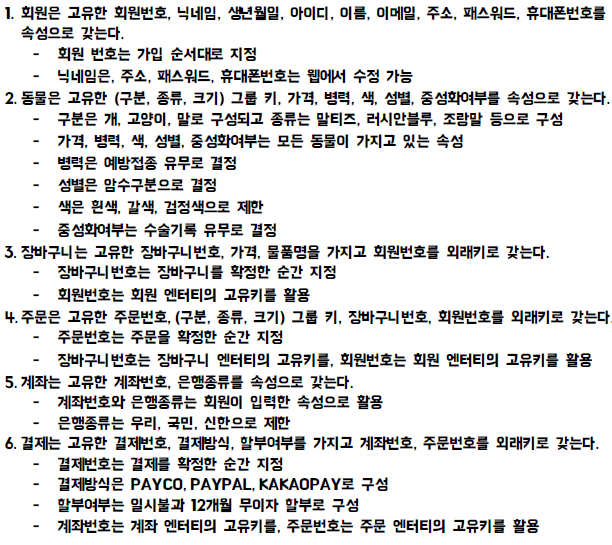 1. 회원은 고유한 회원번호, 닉네임, 생년월일, 아이디, 이름, 이메일, 주소, 패스워드, 휴대폰번호를
속성으로 갖는다.
- 회원 번호는 가입 순서대로 지정
- 닉네임은, 주소, 패스워드, 휴대폰번호는 웹에서 수정 가능
2. 동물은 고유한 (구분, 종류, 크기) 그룹 키, 가격, 병력, 색, 성별, 중성화여부를 속성으로 갖는다.
- 구분은 개, 고양이, 말로 구성되고 종류는 말티즈, 러시안블루, 조랑말 등으로 구성
- 가격, 병력, 색, 성별, 중성화여부는 모든 동물이 가지고 있는 속성
- 병력은 예방접종 유무로 결정
- 성별은 암수구분으로 결정
- 색은 흰색, 갈색, 검정색으로 제한
- 중성화여부는 수술기록 유무로 결정
3. 장바구니는 고유한 장바구니번호, 가격, 물품명을 가지고 회원번호를 외래키로 갖는다.
- 장바구니번호는 장바구니를 확정한 순간 지정
- 회원번호는 회원 엔터티의 고유키를 활용
4. 주문은 고유한 주문번호, (구분, 종류, 크기) 그룹 키, 장바구니번호, 회원번호를 외래키로 갖는다.
- 주문번호는 주문을 확정한 순간 지정
- 장바구니번호는 장바구니 엔터티의 고유키를, 회원번호는 회원 엔터티의 고유키를 활용
5. 계좌는 고유한 계좌번호, 은행종류를 속성으로 갖는다.
- 계좌번호와 은행종류는 회원이 입력한 속성으로 활용
- 은행종류는 우리, 국민, 신한으로 제한
6. 결제는 고유한 결제번호, 결제방식, 할부여부를 가지고 계좌번호, 주문번호를 외래키로 갖는다.
- 결제번호는 결제를 확정한 순간 지정
- 결제방식은 PAYCO, PAYPAL, KAKAOPAY로 구성
- 할부여부는 일시불과 12개월 무이자 할부로 구성
- 계좌번호는 계좌 엔터티의 고유키를, 주문번호는 주문 엔터티의 고유키를 활용